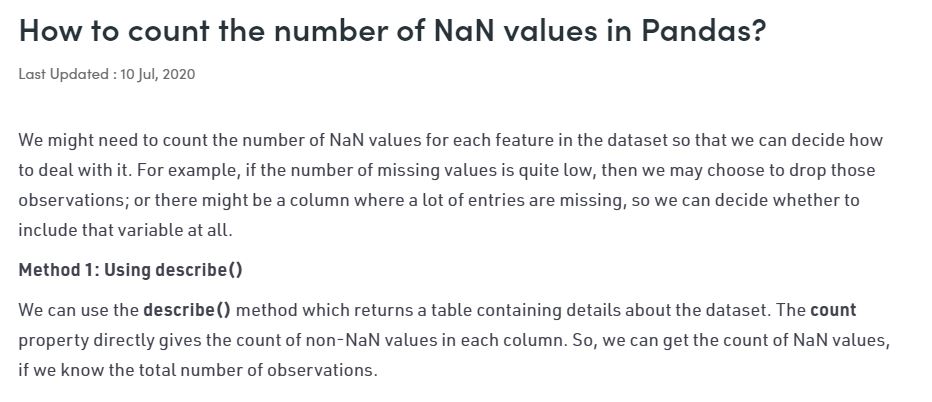 How to count the number of NaN values in Pandas?
Last Updated : 10 Jul, 2020
We might need to count the number of NaN values for each feature in the dataset so that we can decide how
to deal with it. For example, if the number of missing values is quite low, then we may choose to drop those
observations; or there might be a column where a lot of entries are missing, so we can decide whether to
include that variable at all.
Method 1: Using describe()
We can use the describe() method which returns a table containing details about the dataset. The count
property directly gives the count of non-NaN values in each column. So, we can get the count of NaN values,
if we know the total number of observations.